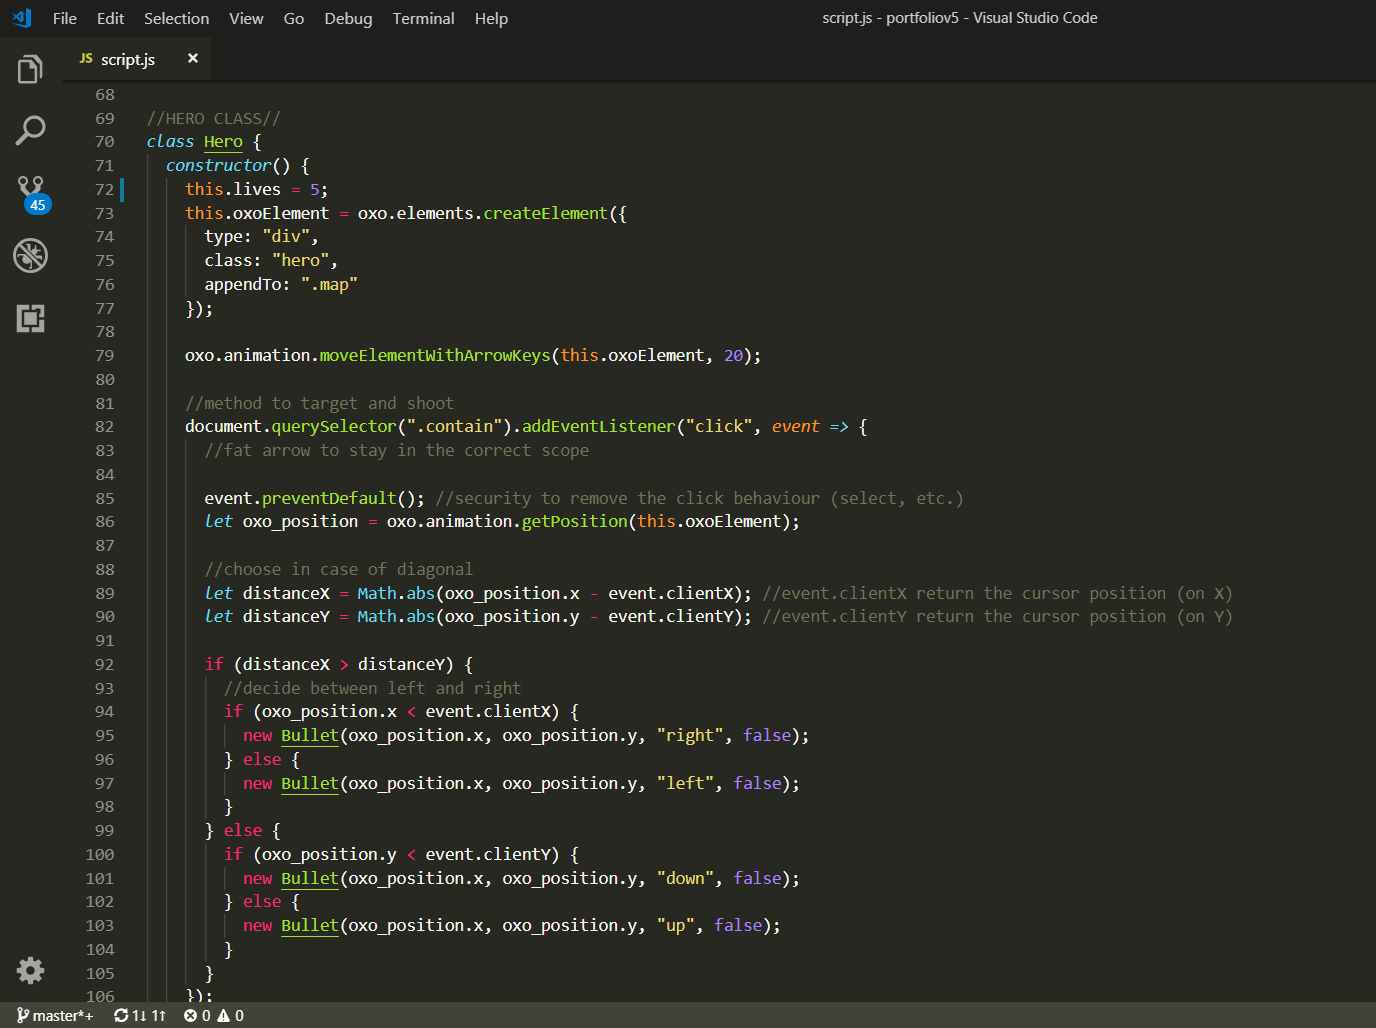 File Edit Selection View Go Debug Terminal Help script.js - portfoliov5 - Visual Studio Code
JS script.js ×
68
69 //HERO CLASS//
70 class Hero {
71 constructor() {
72 this.lives = 5;
73 this.oxoElement = oxo.elements.createElement({
74 type: "div",
75 class: "hero",
76 appendTo: ".map"
77 });
78
79 oxo.animation.moveElementWithArrowKeys(this.oxoElement, 20);
80
81 //method to target and shoot
82 document.querySelector(".contain").addEventListener("click", event => {
83 //fat arrow to stay in the correct scope
84
85 event.preventDefault(); //security to remove the click behaviour (select, etc.)
86 let oxo_position = oxo.animation.getPosition(this.oxoElement);
87
88 //choose in case of diagonal
89 let distanceX = Math.abs(oxo_position.x - event.clientX); //event.clientX return the cursor position (on X)
90 let distanceY = Math.abs(oxo_position.y - event.clientY); //event.clientY return the cursor position (on Y)
91
92 if (distanceX > distanceY) {
93 //decide between left and right
94 if (oxo_position.x < event.clientX) {
95 new Bullet(oxo_position.x, oxo_position.y, "right", false);
96 } else {
97 new Bullet(oxo_position.x, oxo_position.y, "left", false);
98 }
99 } else {
100 if (oxo_position.y < event.clientY) {
101 new Bullet(oxo_position.x, oxo_position.y, "down", false);
102 } else {
103 new Bullet(oxo_position.x, oxo_position.y, "up", false);
104 }
105 }
106 });
45
master*+ 1↓ 1↑ 0 0